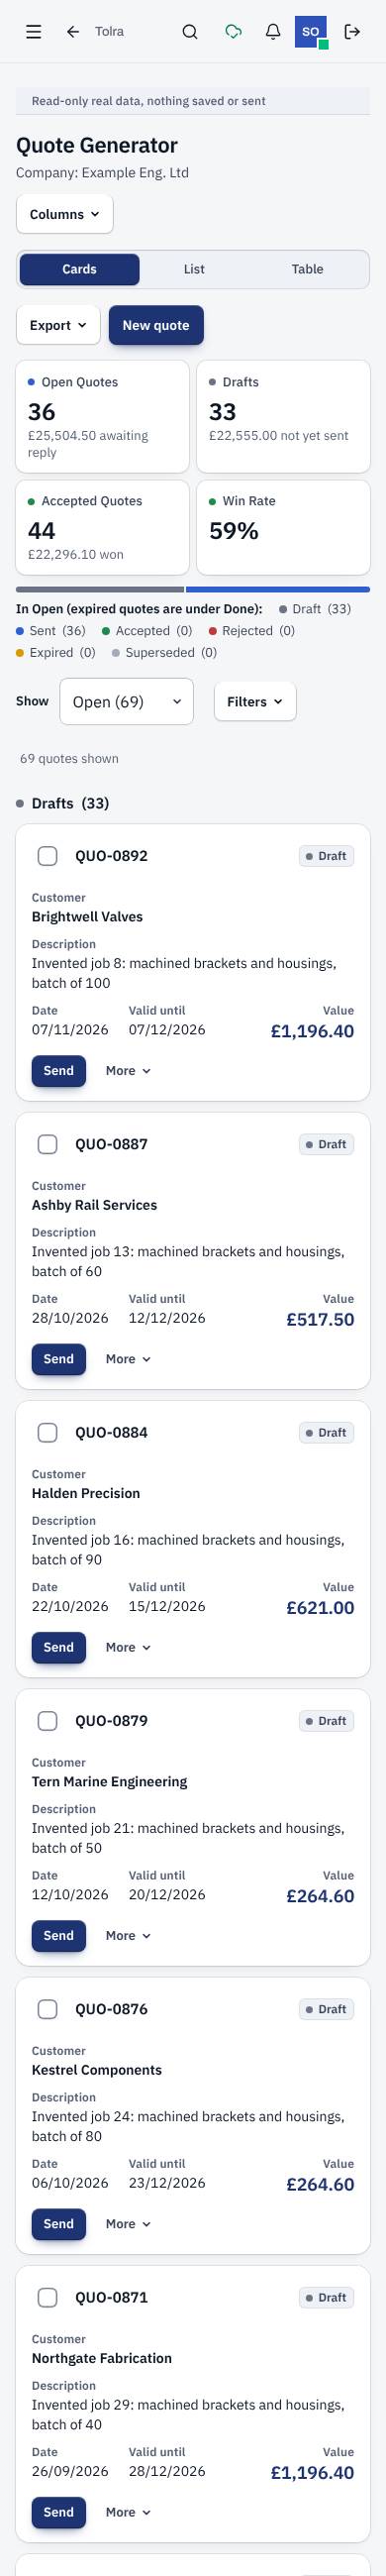 Tolra
SO
Read-only real data, nothing saved or sent
Quote Generator
Company: Example Eng. Ltd
Columns
Cards List Table
Export New quote
Open Quotes
36
£25,504.50 awaiting
reply
Drafts
33
£22,555.00 not yet sent
Accepted Quotes
44
£22,296.10 won
Win Rate
59%
In Open (expired quotes are under Done): Draft (33)
Sent (36) Accepted (0) Rejected (0)
Expired (0) Superseded (0)
Show Open (69) Filters
69 quotes shown
Drafts (33)
QUO-0892 Draft
Customer
Brightwell Valves
Description
Invented job 8: machined brackets and housings,
batch of 100
Date Valid until Value
07/11/2026 07/12/2026 £1,196.40
Send More
QUO-0887 Draft
Customer
Ashby Rail Services
Description
Invented job 13: machined brackets and housings,
batch of 60
Date Valid until Value
28/10/2026 12/12/2026 £517.50
Send More
QUO-0884 Draft
Customer
Halden Precision
Description
Invented job 16: machined brackets and housings,
batch of 90
Date Valid until Value
22/10/2026 15/12/2026 £621.00
Send More
QUO-0879 Draft
Customer
Tern Marine Engineering
Description
Invented job 21: machined brackets and housings,
batch of 50
Date Valid until Value
12/10/2026 20/12/2026 £264.60
Send More
QUO-0876 Draft
Customer
Kestrel Components
Description
Invented job 24: machined brackets and housings,
batch of 80
Date Valid until Value
06/10/2026 23/12/2026 £264.60
Send More
QUO-0871 Draft
Customer
Northgate Fabrication
Description
Invented job 29: machined brackets and housings,
batch of 40
Date Valid until Value
26/09/2026 28/12/2026 £1,196.40
Send More